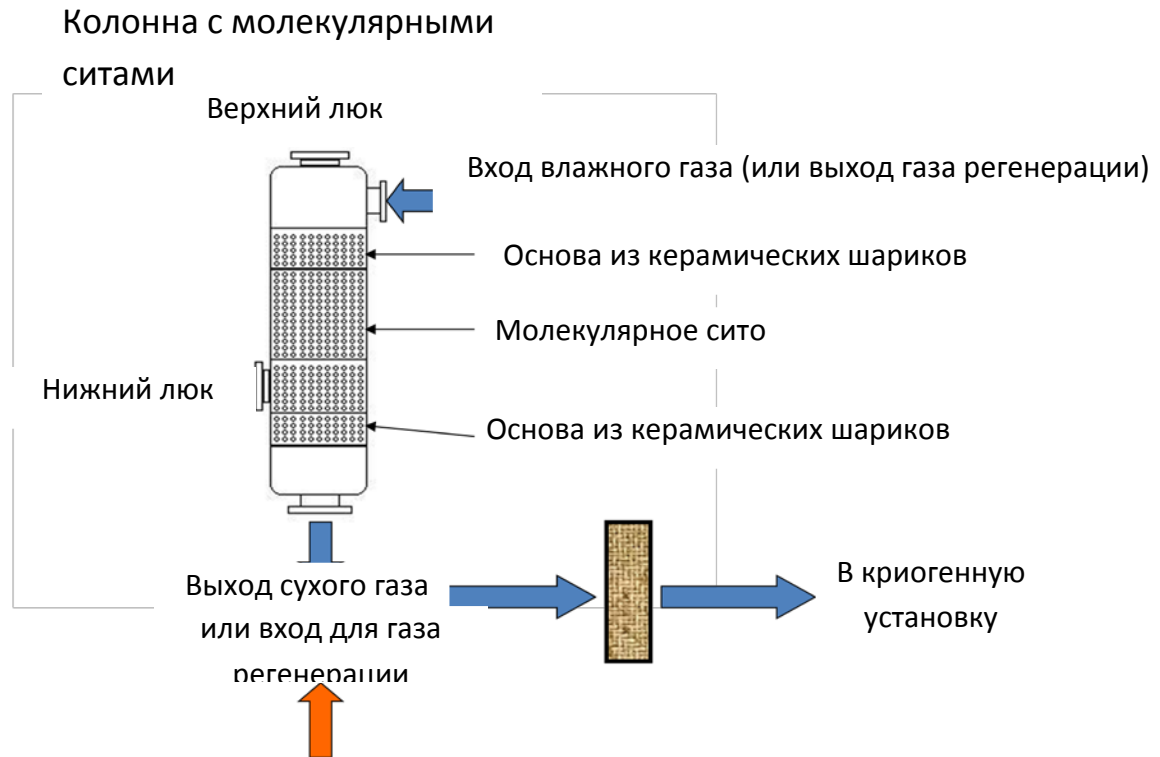 Колонна с молекулярными
ситами
Верхний люк
Вход влажного газа (или выход газа регенерации)
Основа из керамических шариков
Молекулярное сито
Нижний люк
Основа из керамических шариков
Выход сухого газа
или вход для газа
регенерации
В криогенную
установку